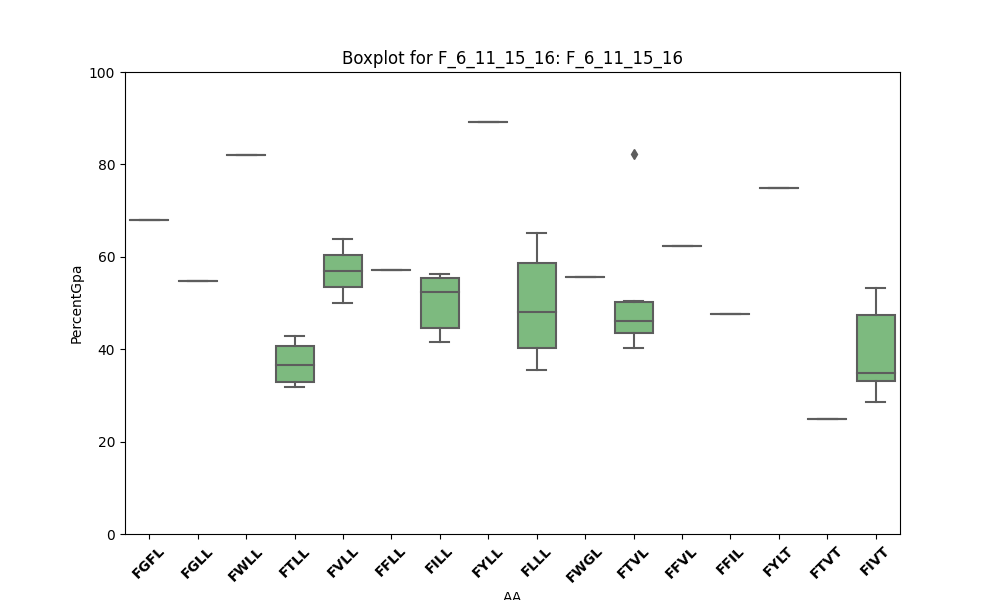 Boxplot for F_6_11_15_16: F_6_11_15_16
100
80
60
40
20
0
PercentGpa
FGFL FGLL FWLL FTLL FVLL FFLL FILL FYLL FLLL FWGL FTVL FFVL FFIL FYLT FTVT FIVT
AA